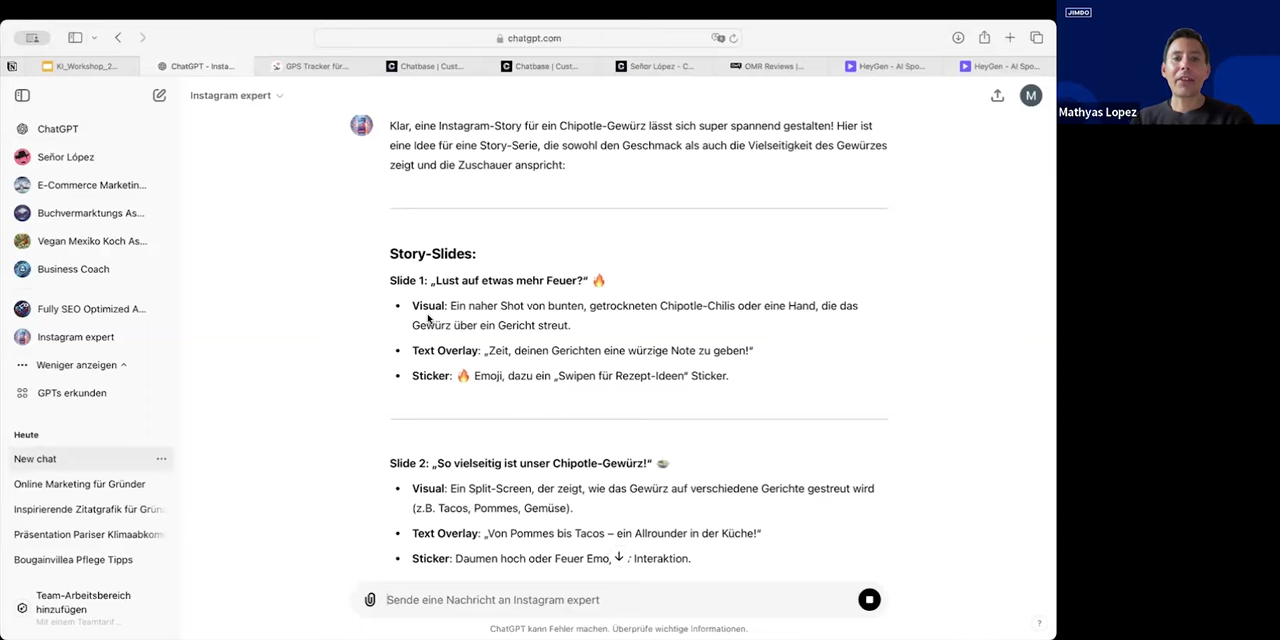 JIMDO
Mathyas Lopez
chatgpt.com
KI_Workshop_2...
ChatGPT - Insta...
GPS Tracker für...
Chatbase | Cust...
Chatbase | Cust...
Señor López - C...
OMR Reviews |...
HeyGen - AI Spo...
HeyGen - AI Spo...
Instagram expert
M
ChatGPT
Señor López
E-Commerce Marketin...
Buchvermarktungs As...
Vegan Mexiko Koch As...
Business Coach
Fully SEO Optimized A...
Instagram expert
Weniger anzeigen
GPTs erkunden
Heute
New chat
Online Marketing für Gründer
Inspirierende Zitatgrafik für Grün
Präsentation Pariser Klimaabkom
Bougainvillea Pflege Tipps
Team-Arbeitsbereich
hinzufügen
Mit einem Teamtarif...
Klar, eine Instagram-Story für ein Chipotle-Gewürz lässt sich super spannend gestalten! Hier ist
eine Idee für eine Story-Serie, die sowohl den Geschmack als auch die Vielseitigkeit des Gewürzes
zeigt und die Zuschauer anspricht:
Story-Slides:
Slide 1: „Lust auf etwas mehr Feuer?“ 🔥
• Visual: Ein naher Shot von bunten, getrockneten Chipotle-Chilis oder eine Hand, die das
Gewürz über ein Gericht streut.
• Text Overlay: „Zeit, deinen Gerichten eine würzige Note zu geben!“
• Sticker: 🔥 Emoji, dazu ein „Swipen für Rezept-Ideen“ Sticker.
Slide 2: „So vielseitig ist unser Chipotle-Gewürz!“
• Visual: Ein Split-Screen, der zeigt, wie das Gewürz auf verschiedene Gerichte gestreut wird
(z.B. Tacos, Pommes, Gemüse).
• Text Overlay: „Von Pommes bis Tacos – ein Allrounder in der Küche!“
• Sticker: Daumen hoch oder Feuer Emo Interaktion.
Sende eine Nachricht an Instagram expert
ChatGPT kann Fehler machen. Überprüfe wichtige Informationen.
?